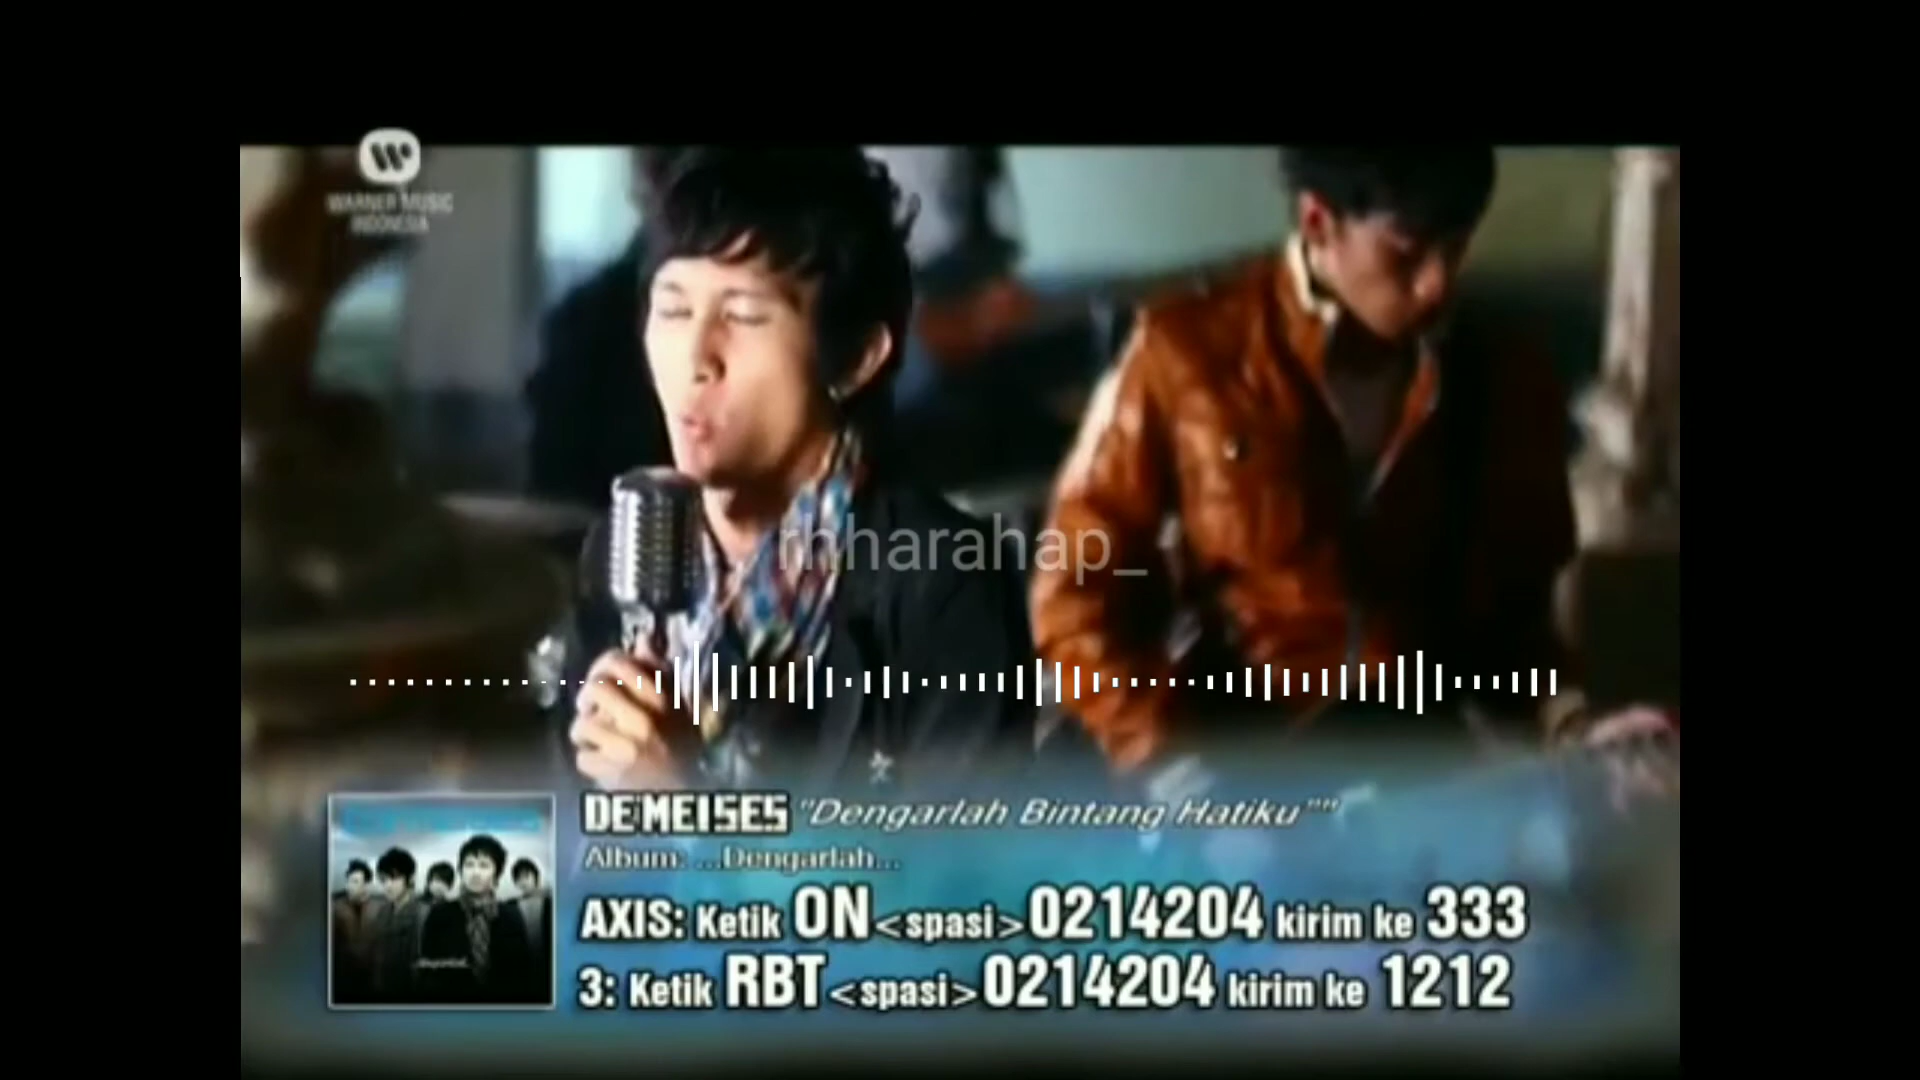 WARNER MUSIC
INDONESIA
rhharahap_
DE'MEISES "Dengarlah Bintang Hatiku""
Album: ...Dengarlah...
AXIS: Ketik ON<spasi>0214204 kirim ke 333
3: Ketik RBT<spasi>0214204 kirim ke 1212